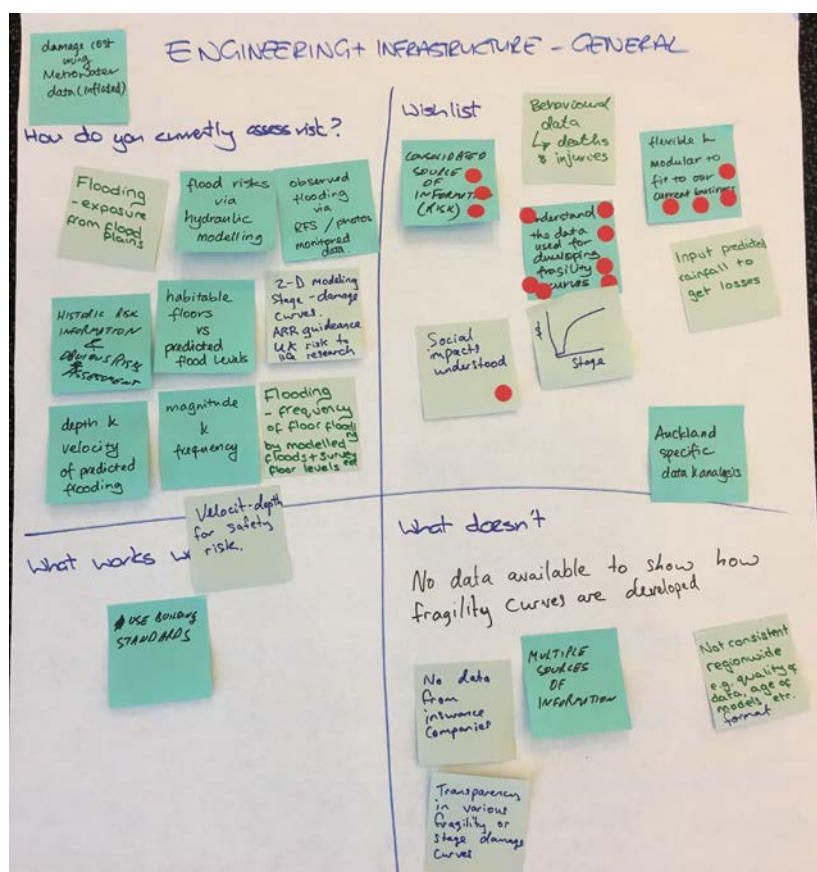 damage cost
using
Metrowater
data (inflated)
ENGINEERING + INFRASTRUCTURE - GENERAL
How do you currently assess risk?
Flooding
- exposure
from flood
plains
flood risks
via
hydraulic
modelling
observed
flooding
via
RFS / photos
monitored
data.
HISTORIC RISK
INFORMATION
&
OBVIOUS RISK
ASSESSMENT
habitable
floors
vs
predicted
flood levels
2-D modeling
Stage-damage
Curves.
ARR guideance
UK risk to
life research
depth &
velocity
of predicted
flooding
magnitude
&
frequency
Flooding
- frequency
of floor flooding
by modelled
floods + survey
floor levels
Wishlist
CONSOLIDATED
SOURCE
OF
INFORMATION
(RISK)
Behavioural
data
↳ deaths
& injuries
flexible &
modular to
fit to our
current business
understand
the data
used for
developing
fragility
curves
Input predicted
rainfall to
get losses
Social
impacts
understood
$
Stage
Auckland
specific
data & analysis
What works
Velocit-depth
for safety
risk.
USE BUILDING
STANDARDS
What doesn't
No data available to show how
fragility curves are developed
No data
from
insurance
companies
MULTIPLE
SOURCES
OF
INFORMATION
Not consistent
regionwide
e.g. quality of
data, age of
models etc.
format
Transparency
in various
fragility or
stage damage
Curves